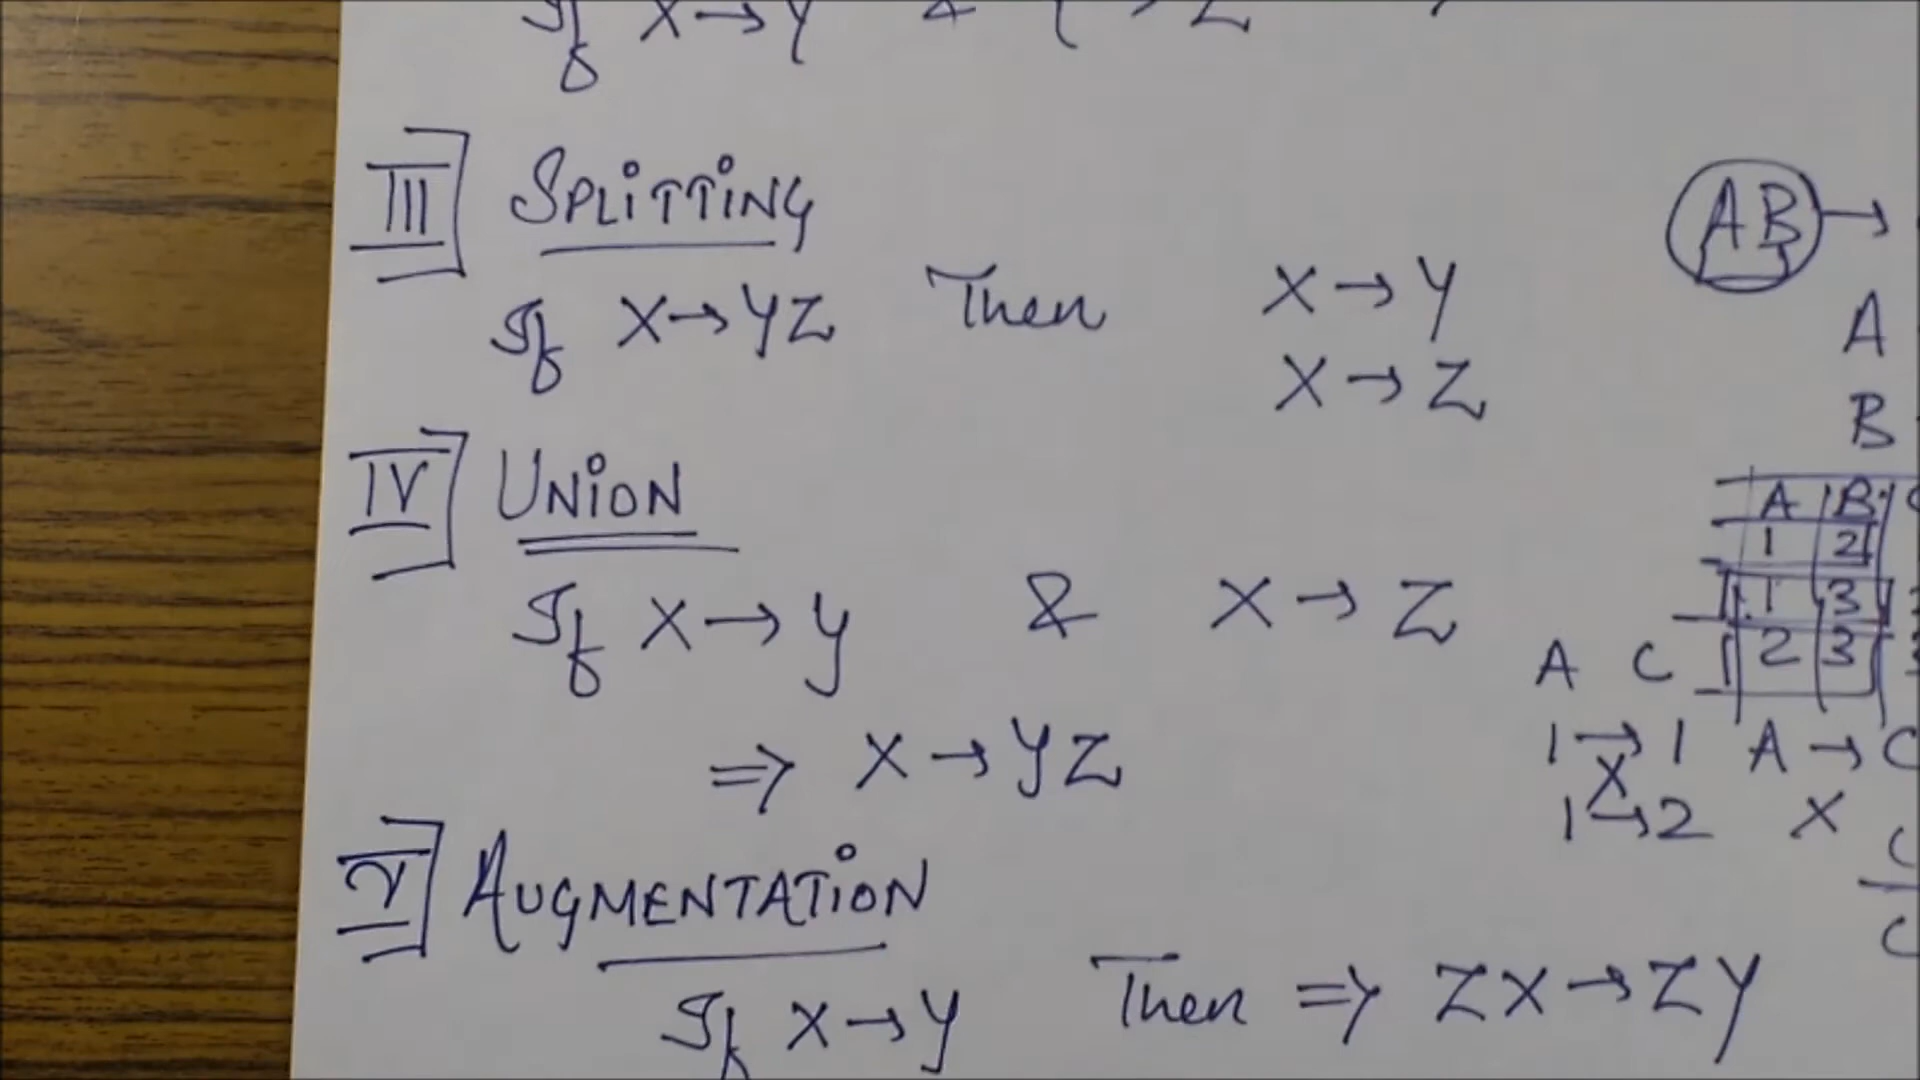 If X→Y & Y→Z
III SPLITTING
If X→YZ Then X→Y
X→Z
IV UNION
If X→Y & X→Z
⇒ X→YZ
V AUGMENTATION
If X→Y Then ⇒ ZX→ZY
AB→
A
B
A B
1 2
1 3
2 3
A C
1→1 A→C
X
1→2 X